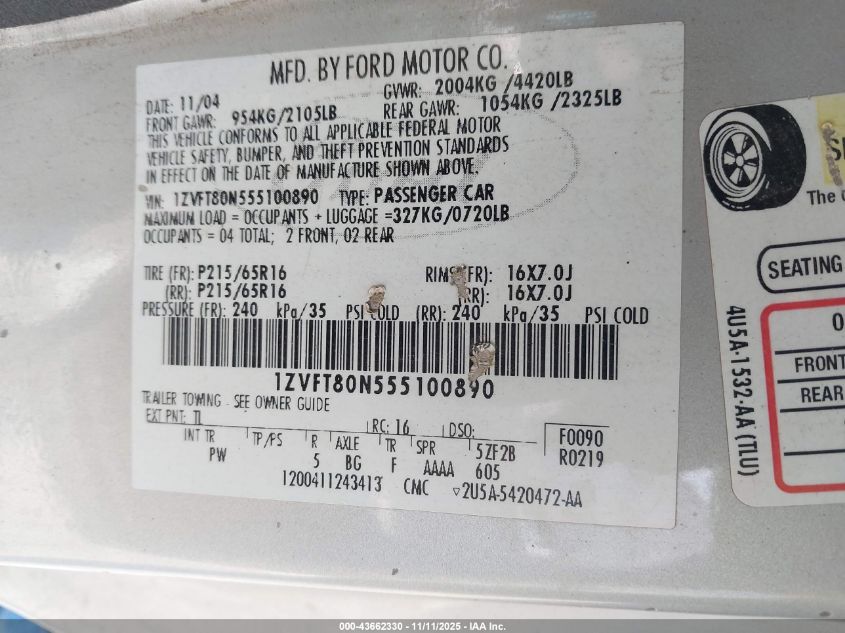 MFD. BY FORD MOTOR CO.
DATE: 11/04 GVWR: 2004KG /4420LB
FRONT GAWR: 954KG/2105LB REAR GAWR: 1054KG /2325LB
THIS VEHICLE CONFORMS TO ALL APPLICABLE FEDERAL MOTOR
VEHICLE SAFETY, BUMPER, AND THEFT PREVENTION STANDARDS
IN EFFECT ON THE DATE OF MANUFACTURE SHOWN ABOVE.
VIN: 1ZVFT80N555100890 TYPE: PASSENGER CAR
MAXIMUM LOAD = OCCUPANTS + LUGGAGE =327KG/0720LB
OCCUPANTS = 04 TOTAL; 2 FRONT, 02 REAR
TIRE (FR): P215/65R16 RIMS(FR): 16X7.0J
(RR): P215/65R16 (RR): 16X7.0J
PRESSURE (FR): 240 kPa/35 PSI COLD (RR): 240 kPa/35 PSI COLD
1ZVFT80N555100890
TRAILER TOWING - SEE OWNER GUIDE
EXT PNT: TL RC: 16 DSO: F0090
INT TR TP/PS R AXLE TR SPR 5ZF2B R0219
PW 5 BG F AAAA 605
1200411243413 CMC ▽2U5A-5420472-AA
The
SEATING
FRONT
REAR
4U5A-1532-AA (TLU)
000-43662330 - 11/11/2025 - IAA Inc.